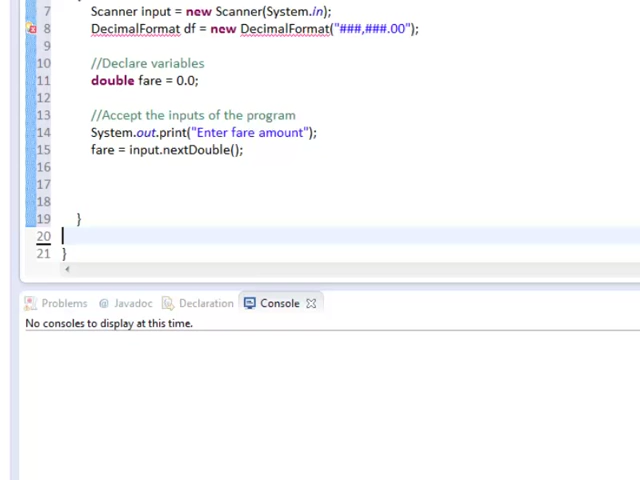 7 Scanner input = new Scanner(System.in);
8 DecimalFormat df = new DecimalFormat("###,###.00");
9
10 //Declare variables
11 double fare = 0.0;
12
13 //Accept the inputs of the program
14 System.out.print("Enter fare amount");
15 fare = input.nextDouble();
16
17
18
19 }
20
21 }
Problems @ Javadoc Declaration Console
No consoles to display at this time.